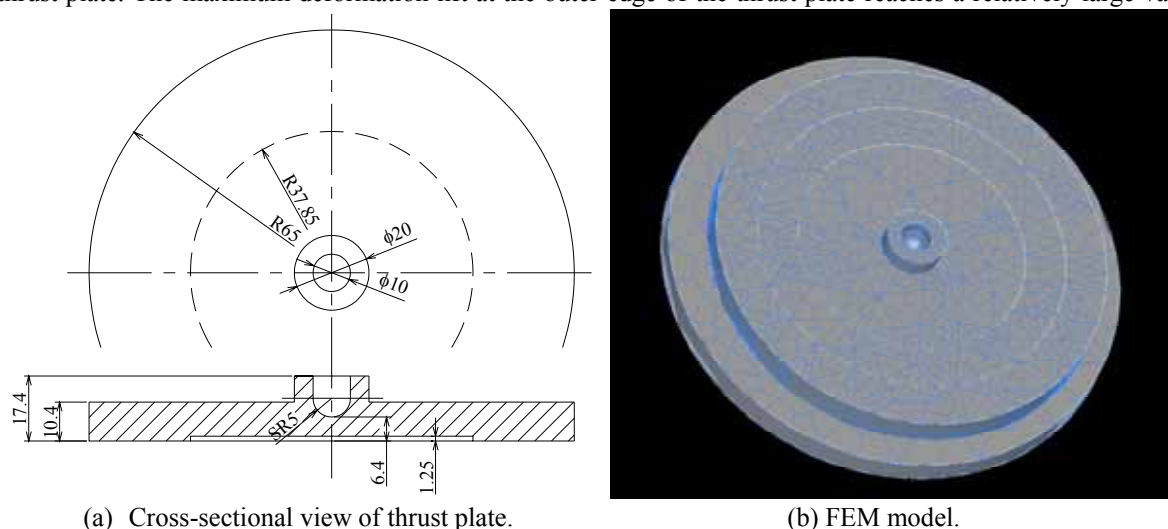 thrust plate. The maximum deformation lift at the outer edge of the thrust plate reaches a relatively large
R37.85
R65
ϕ20
ϕ10
17.4
10.4
SR5
6.4
1.25
(a) Cross-sectional view of thrust plate.
(b) FEM model.